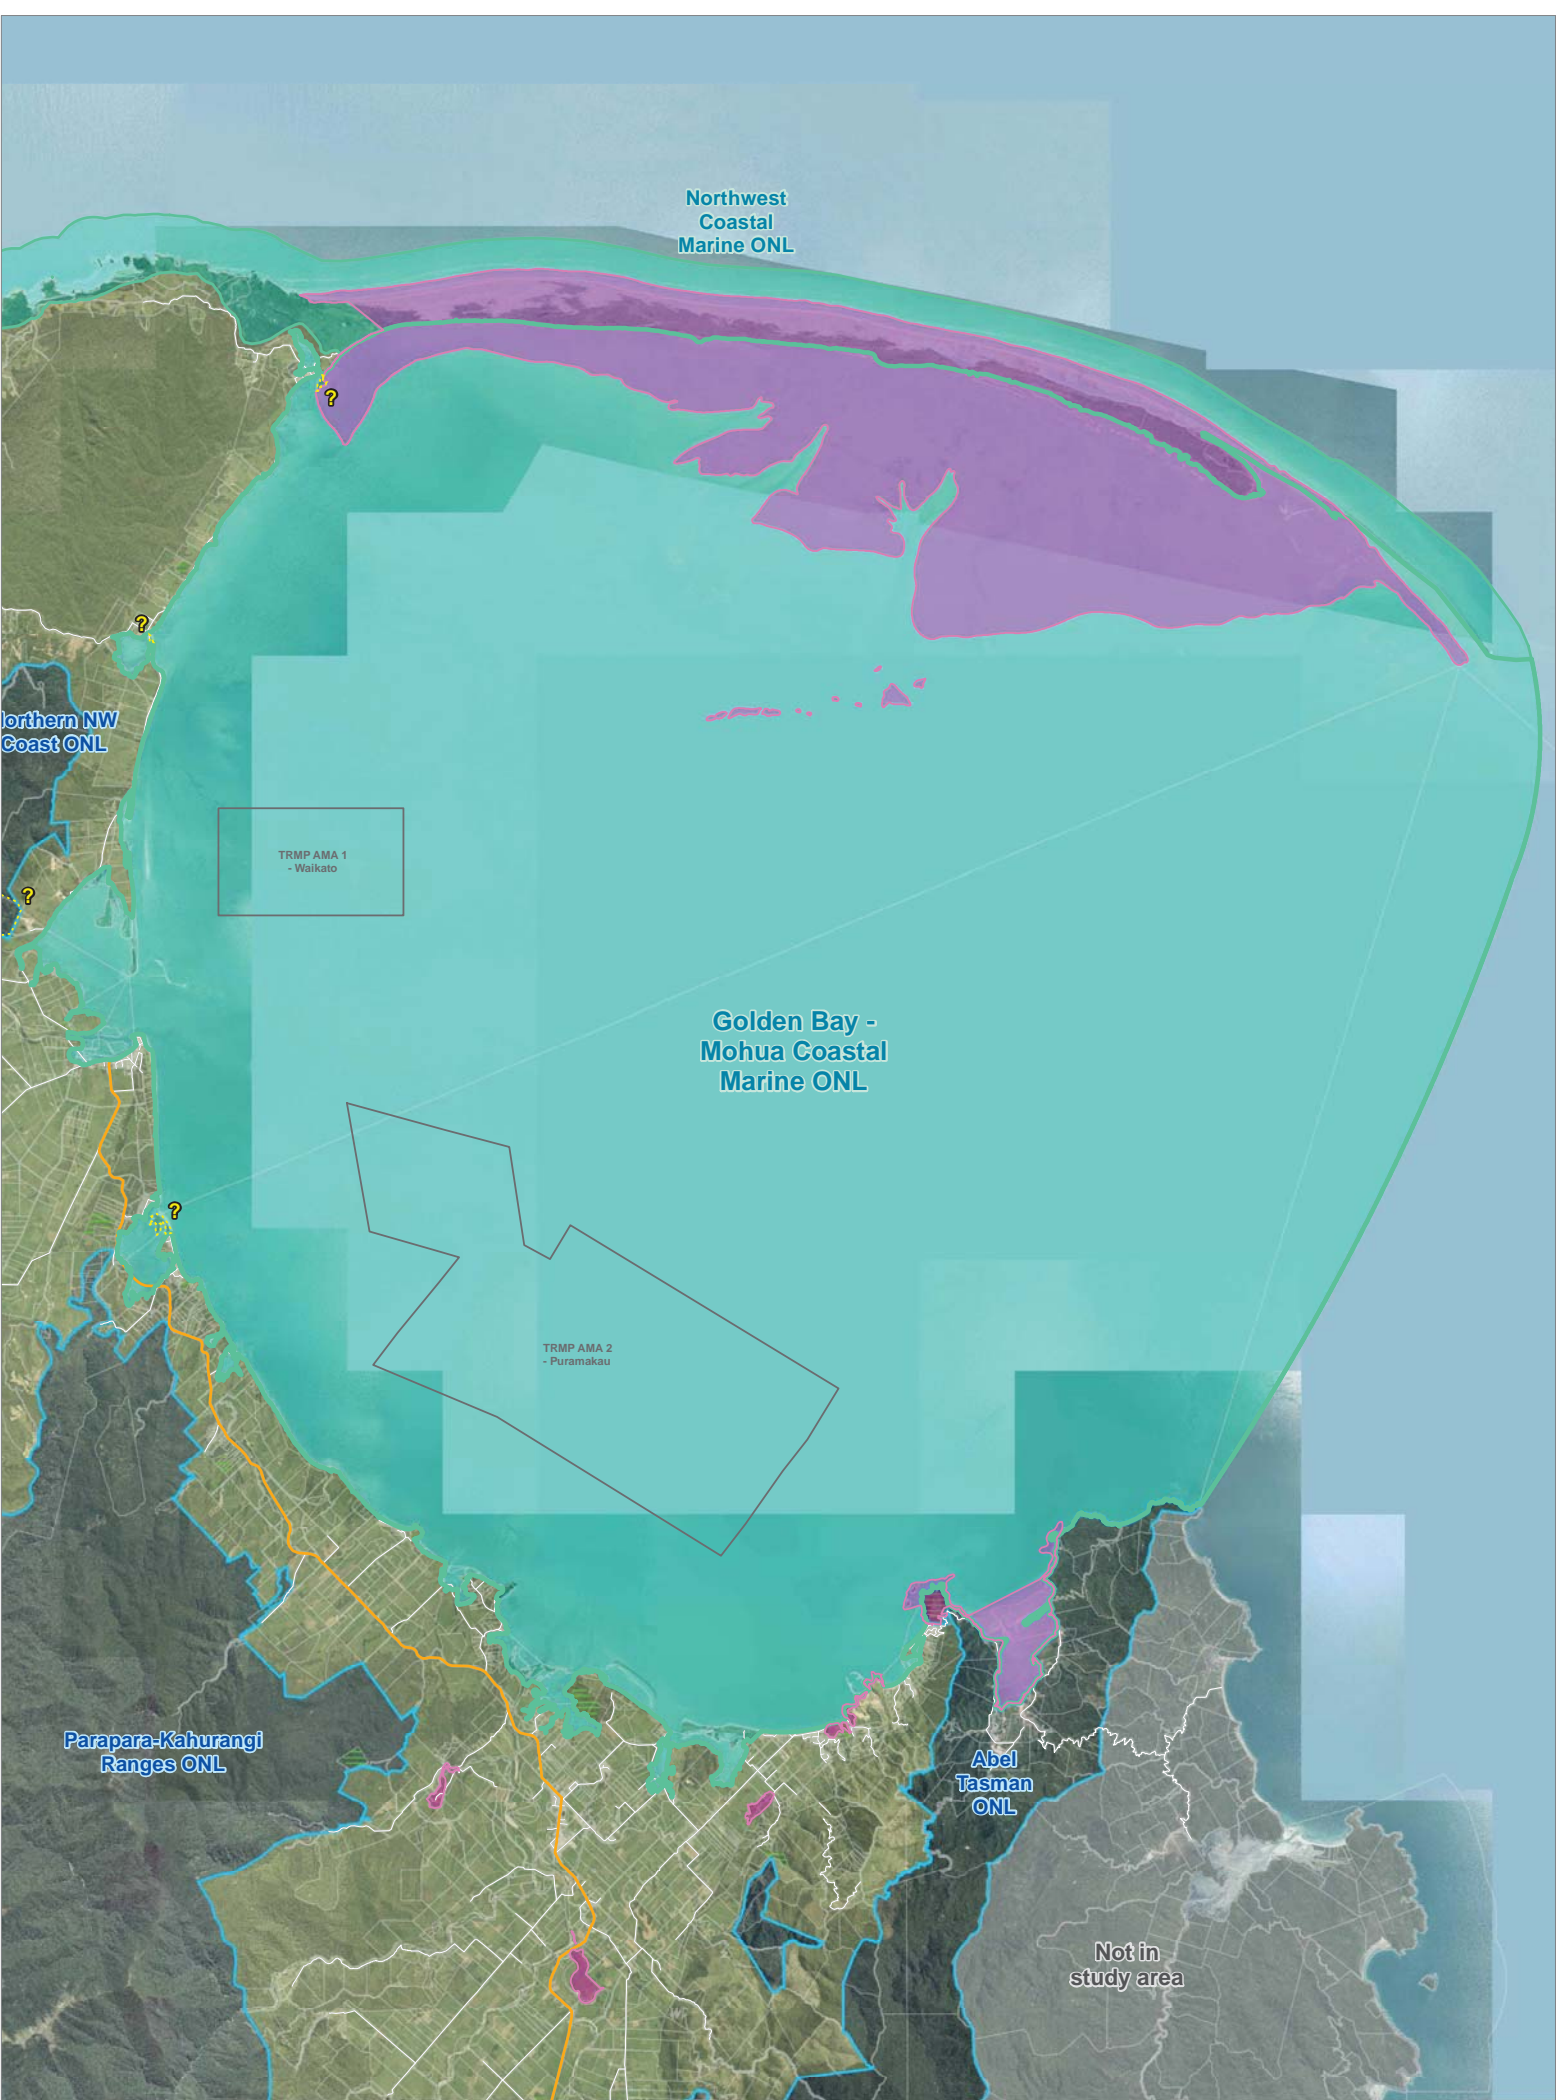 Northwest
Coastal
Marine ONL
?
?
lorthern NW
Coast ONL
TRMP AMA 1
- Waikato
?
Golden Bay -
Mohua Coastal
Marine ONL
?
TRMP AMA 2
- Puramakau
Parapara-Kahurangi
Ranges ONL
Abel
Tasman
ONL
Not in
study area